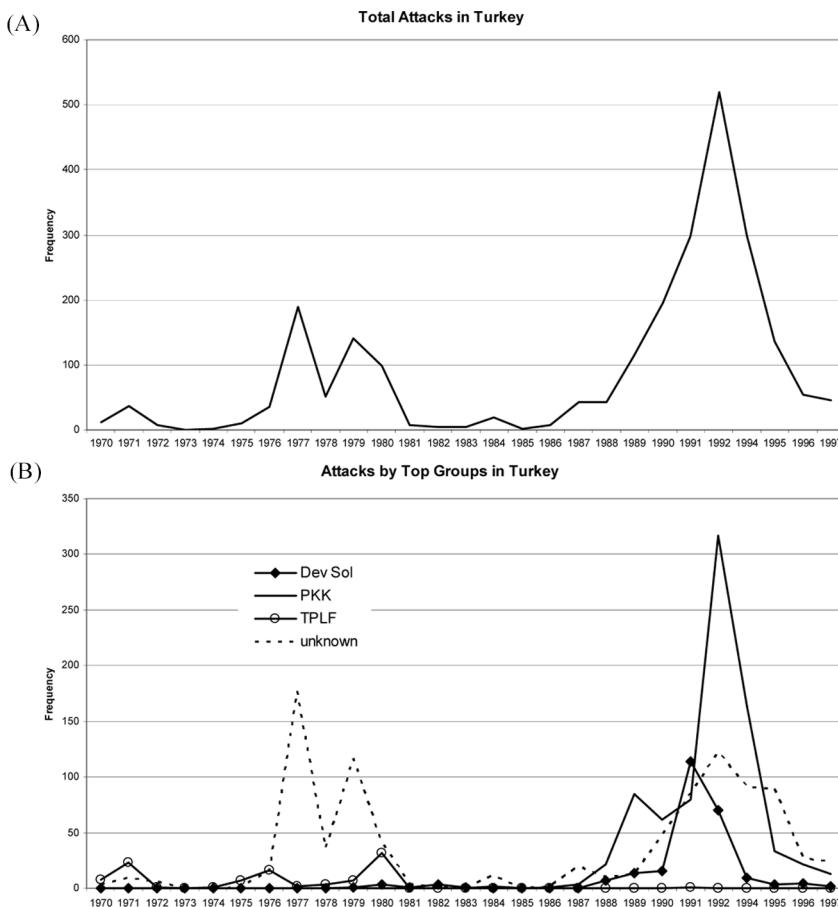 (A)
Total Attacks in Turkey
600
500
400
300
200
100
0
Frequency
1970 1971 1972 1973 1974 1975 1976 1977 1978 1979 1980 1981 1982 1983 1984 1985 1986 1987 1988 1989 1990 1991 1992 1994 1995 1996 1997
(B)
Attacks by Top Groups in Turkey
350
300
250
200
150
100
50
0
Frequency
Dev Sol
PKK
TPLF
unknown
1970 1971 1972 1973 1974 1975 1976 1977 1978 1979 1980 1981 1982 1983 1984 1985 1986 1987 1988 1989 1990 1991 1992 1994 1995 1996